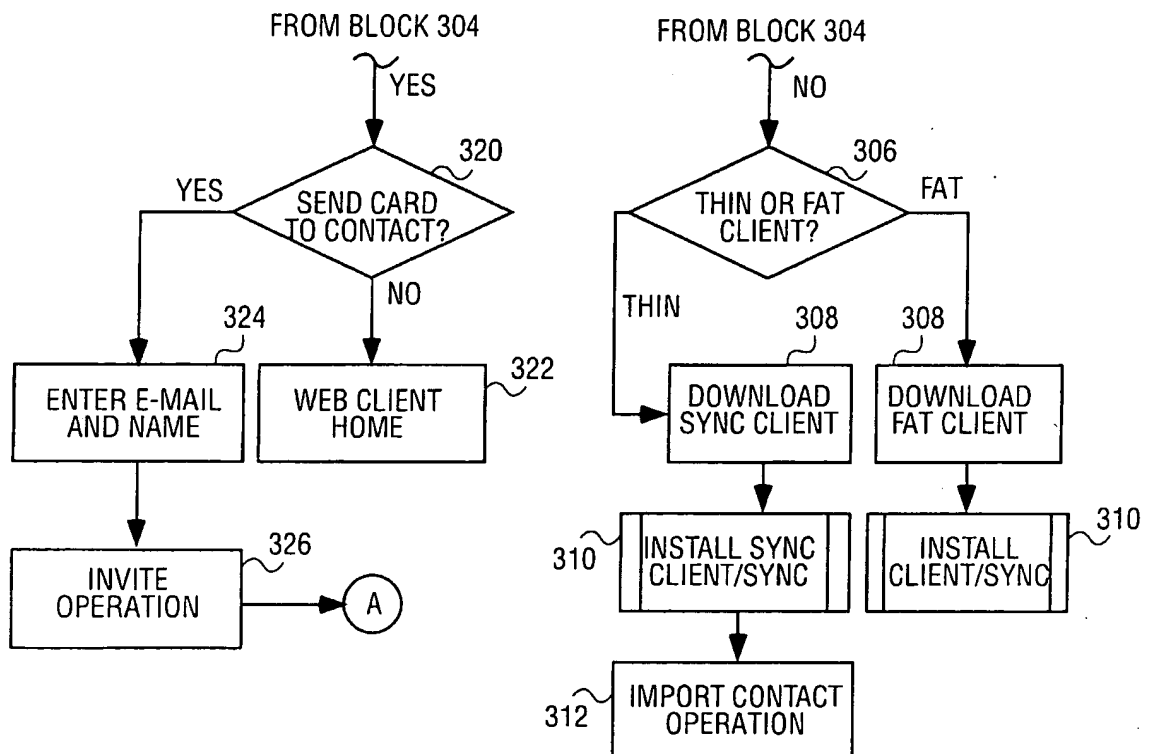 FROM BLOCK 304
YES
320
YES
SEND CARD
TO CONTACT?
NO
324
ENTER E-MAIL
AND NAME
322
WEB CLIENT
HOME
326
INVITE
OPERATION
A
FROM BLOCK 304
NO
306
FAT
THIN OR FAT
CLIENT?
THIN
308
308
DOWNLOAD
SYNC CLIENT
DOWNLOAD
FAT CLIENT
310
INSTALL SYNC
CLIENT/SYNC
310
INSTALL
CLIENT/SYNC
312
IMPORT CONTACT
OPERATION